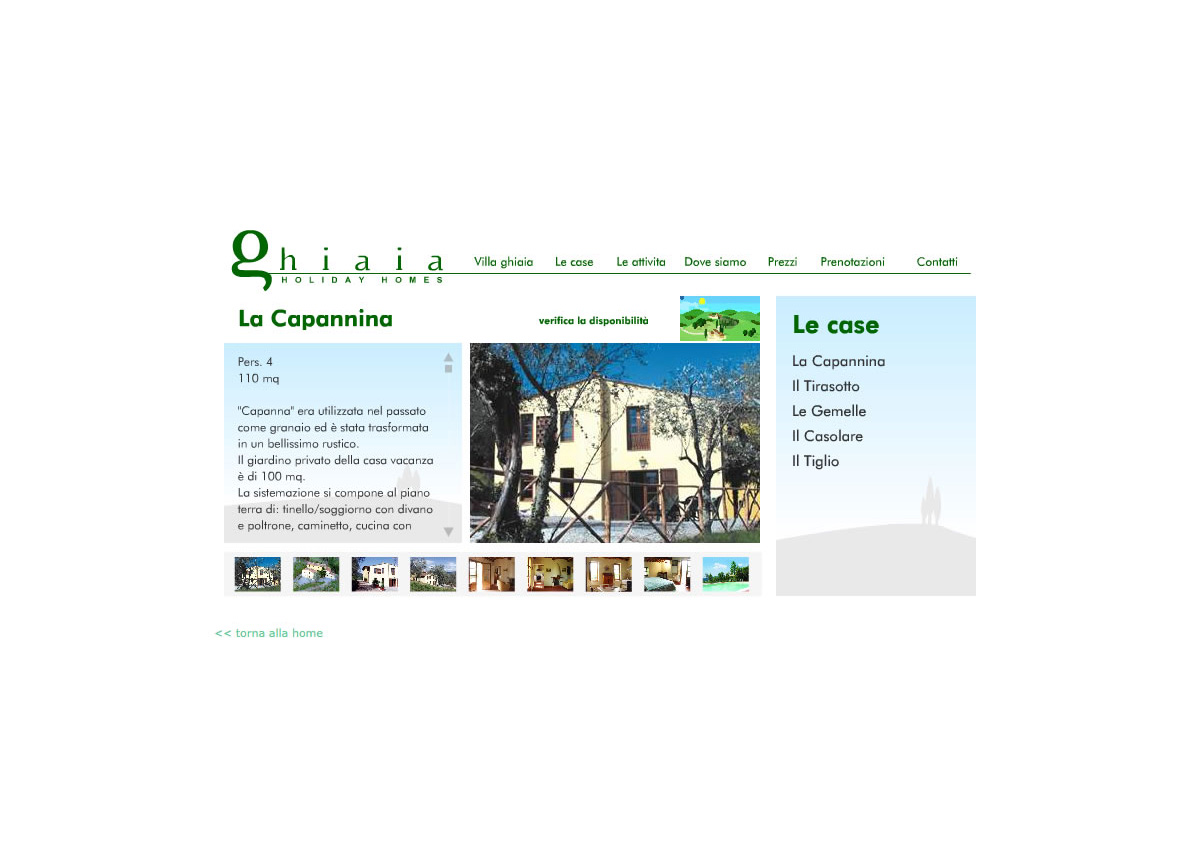 ghiaia
HOLIDAY HOMES
Villa ghiaia
Le case
Le attivita
Dove siamo
Prezzi
Prenotazioni
Contatti
La Capannina
verifica la disponibilità
Pers. 4
110 mq
"Capanna" era utilizzata nel passato
come granaio ed è stata trasformata
in un bellissimo rustico.
Il giardino privato della casa vacanza
è di 100 mq.
La sistemazione si compone al piano
terra di: tinello/soggiorno con divano
e poltrone, caminetto, cucina con
Le case
La Capannina
Il Tirasotto
Le Gemelle
Il Casolare
Il Tiglio
<< torna alla home